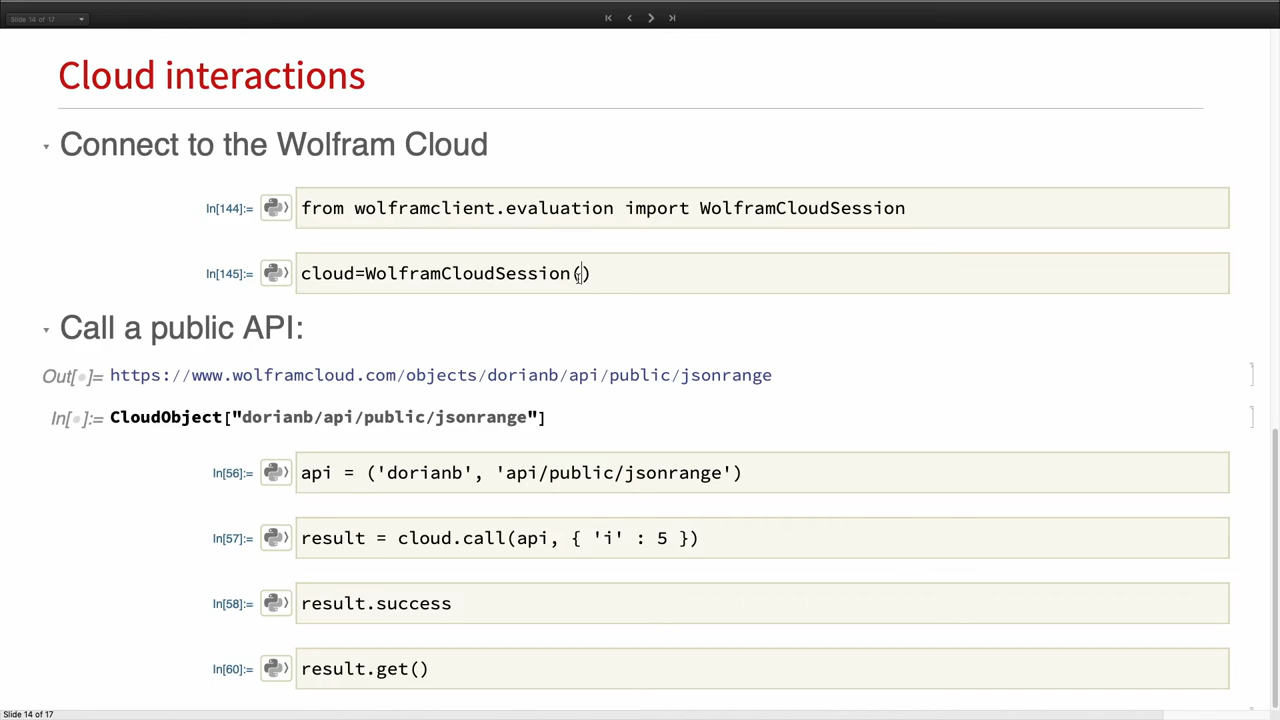 Slide 14 of 17
Cloud interactions
Connect to the Wolfram Cloud
In[144]:= from wolframclient.evaluation import WolframCloudSession
In[145]:= cloud=WolframCloudSession()
Call a public API:
Out[•]= https://www.wolframcloud.com/objects/dorianb/api/public/jsonrange
In[•]:= CloudObject["dorianb/api/public/jsonrange"]
In[56]:= api = ('dorianb', 'api/public/jsonrange')
In[57]:= result = cloud.call(api, { 'i' : 5 })
In[58]:= result.success
In[60]:= result.get()
Slide 14 of 17